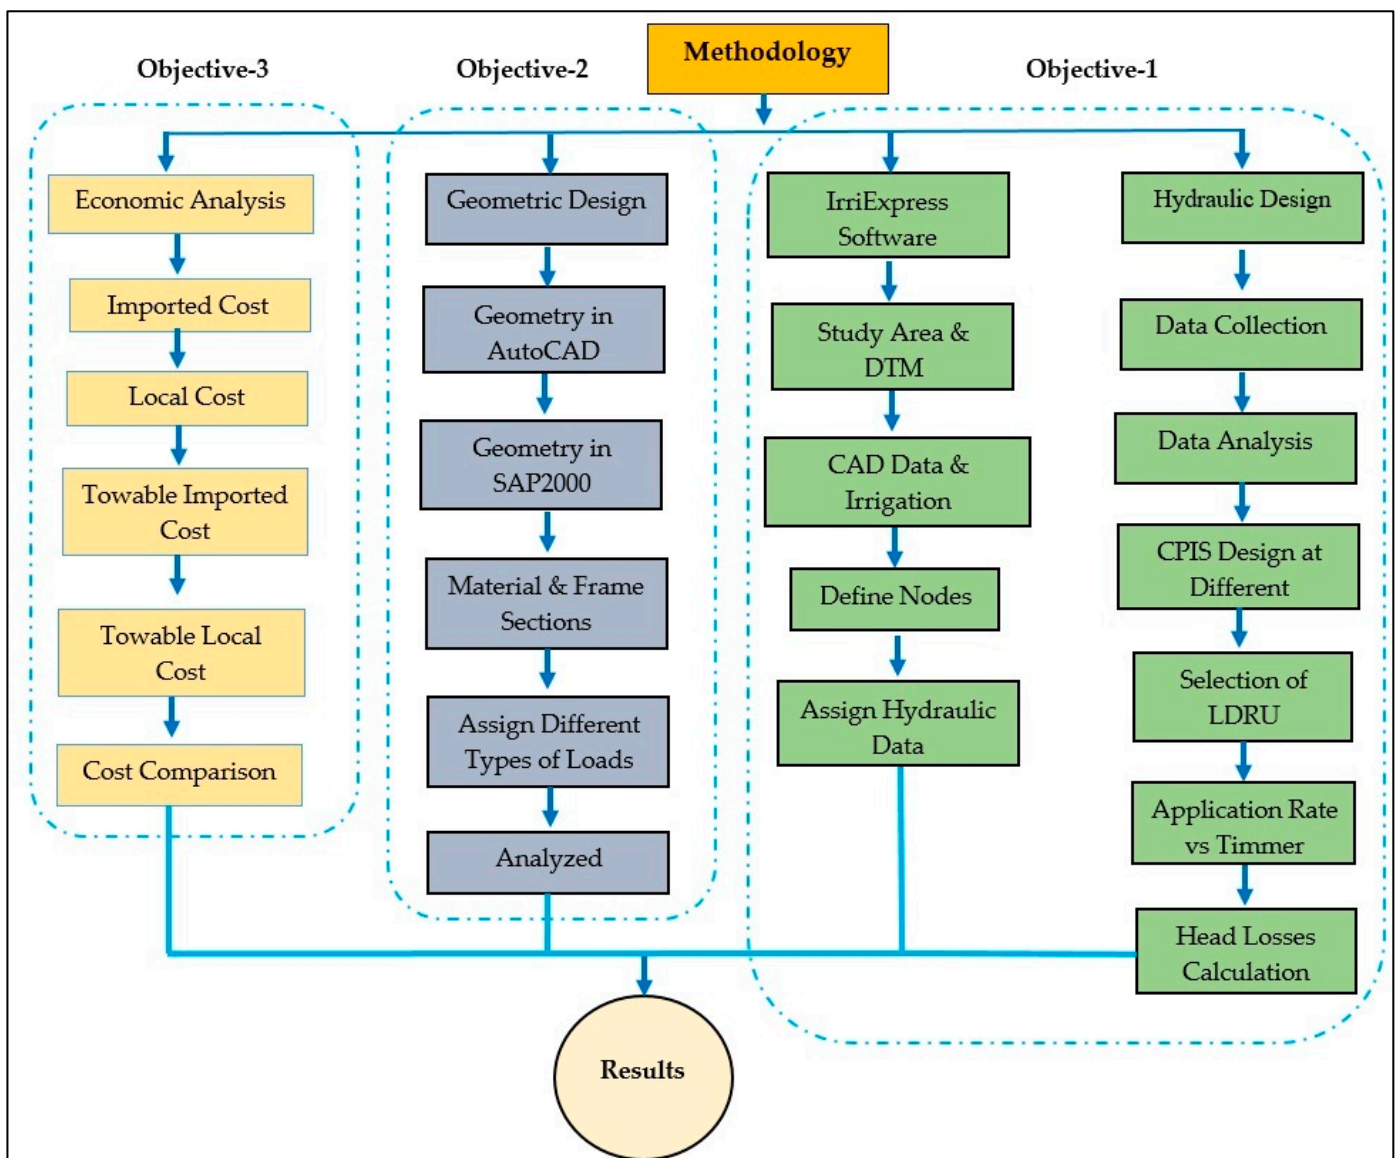 Methodology
Objective-3
Objective-2
Objective-1
Economic Analysis
Imported Cost
Local Cost
Towable Imported
Cost
Towable Local
Cost
Cost Comparison
Geometric Design
Geometry in
AutoCAD
Geometry in
SAP2000
Material & Frame
Sections
Assign Different
Types of Loads
Analyzed
IrriExpress
Software
Study Area &
DTM
CAD Data &
Irrigation
Define Nodes
Assign Hydraulic
Data
Hydraulic Design
Data Collection
Data Analysis
CPIS Design at
Different
Selection of
LDRU
Application Rate
vs Timmer
Head Losses
Calculation
Results